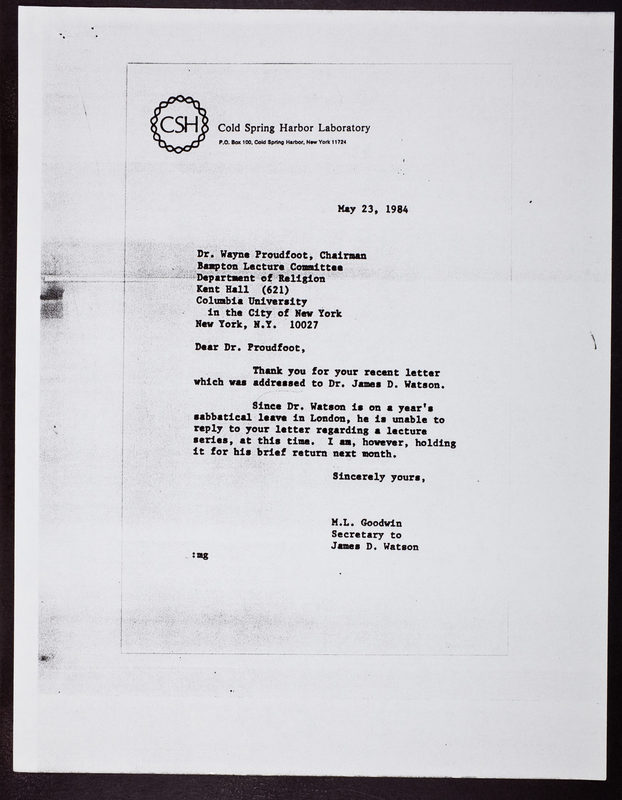 CSH
Cold Spring Harbor Laboratory
P.O. Box 100, Cold Spring Harbor, New York 11724
May 23, 1984
Dr. Wayne Proudfoot, Chairman
Bampton Lecture Committee
Department of Religion
Kent Hall (621)
Columbia University
in the City of New York
New York, N.Y. 10027
Dear Dr. Proudfoot,
Thank you for your recent letter
which was addressed to Dr. James D. Watson.
Since Dr. Watson is on a year's
sabbatical leave in London, he is unable to
reply to your letter regarding a lecture
series, at this time. I am, however, holding
it for his brief return next month.
Sincerely yours,
M.L. Goodwin
Secretary to
James D. Watson
:mg